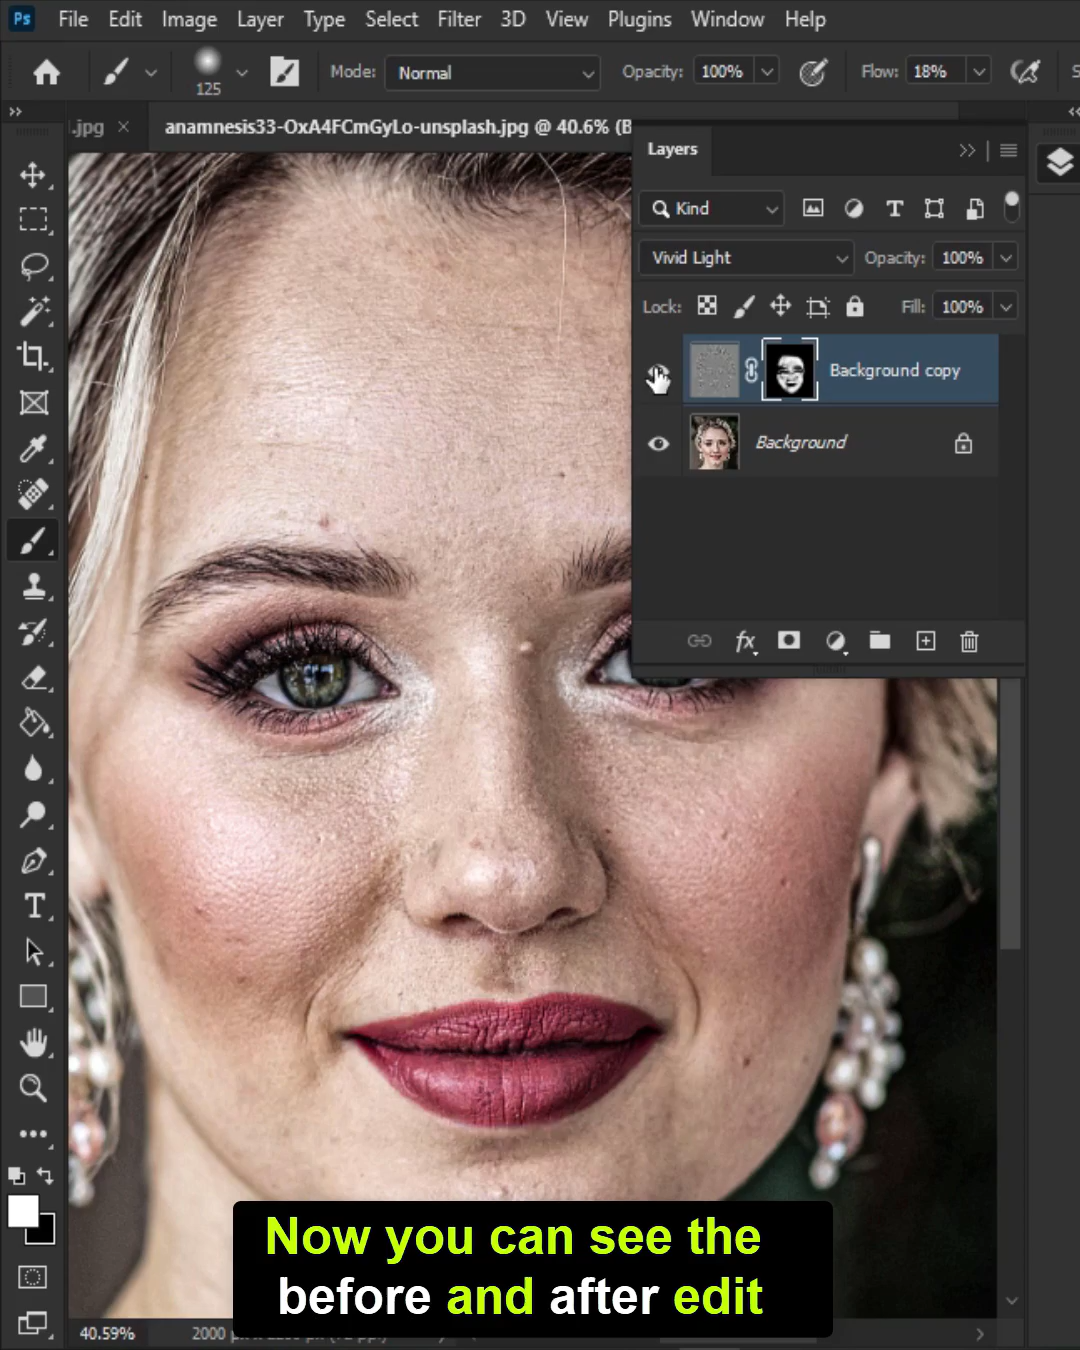 Ps File Edit Image Layer Type Select Filter 3D View Plugins Window Help
125 Mode: Normal Opacity: 100% Flow: 18%
.jpg × anamnesis33-OxA4FCmGyLo-unsplash.jpg @ 40.6% (B
Layers
Kind
Vivid Light Opacity: 100%
Lock: Fill: 100%
Background copy
Background
Now you can see the
before and after edit
40.59% 2000